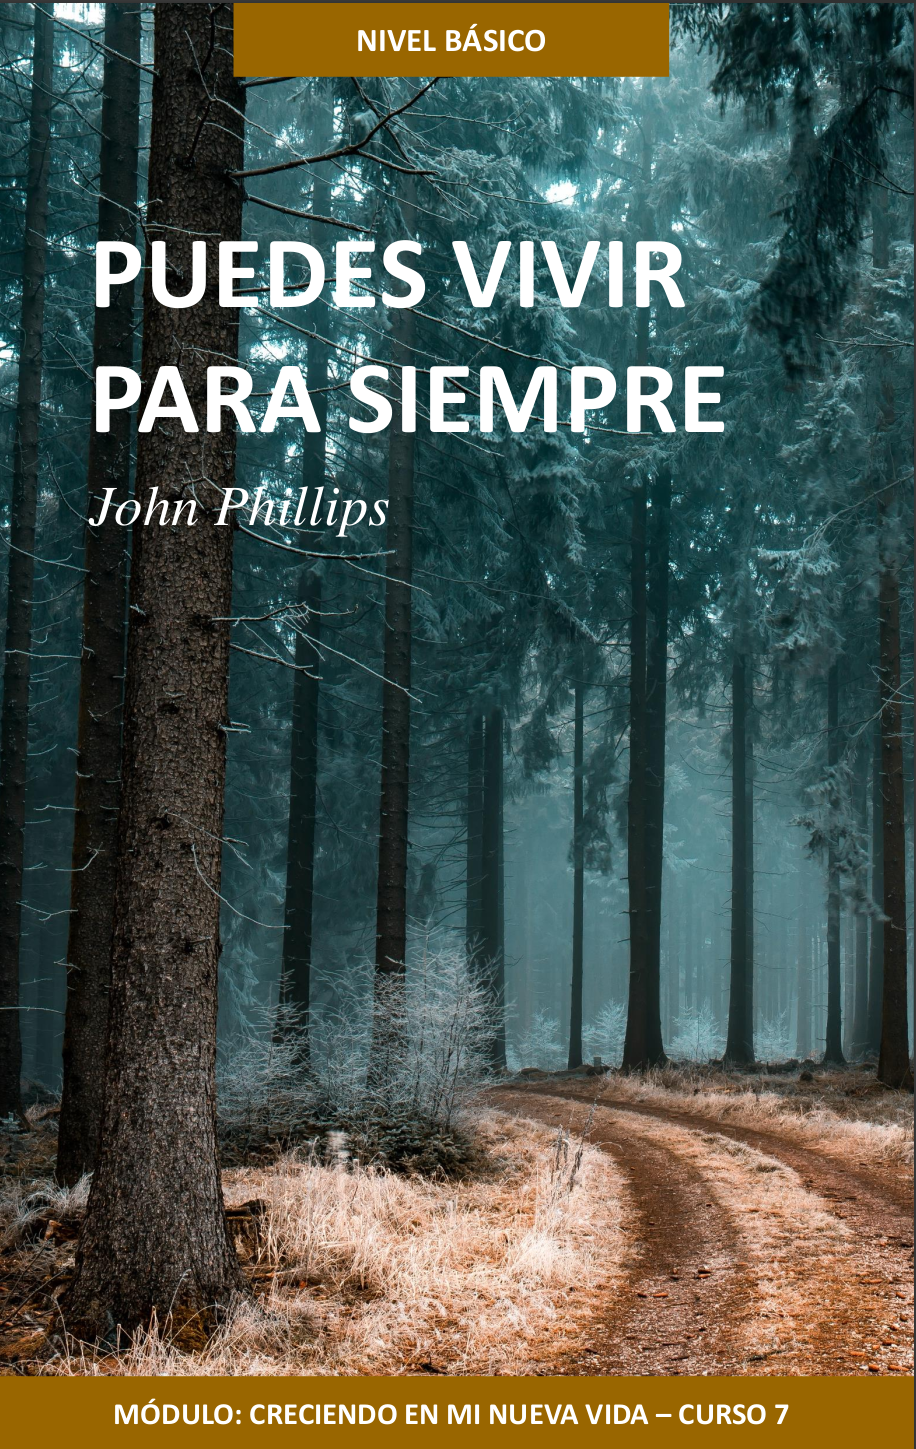 NIVEL BÁSICO
PUEDES VIVIR
PARA SIEMPRE
John Phillips
MÓDULO: CRECIENDO EN MI NUEVA VIDA – CURSO 7